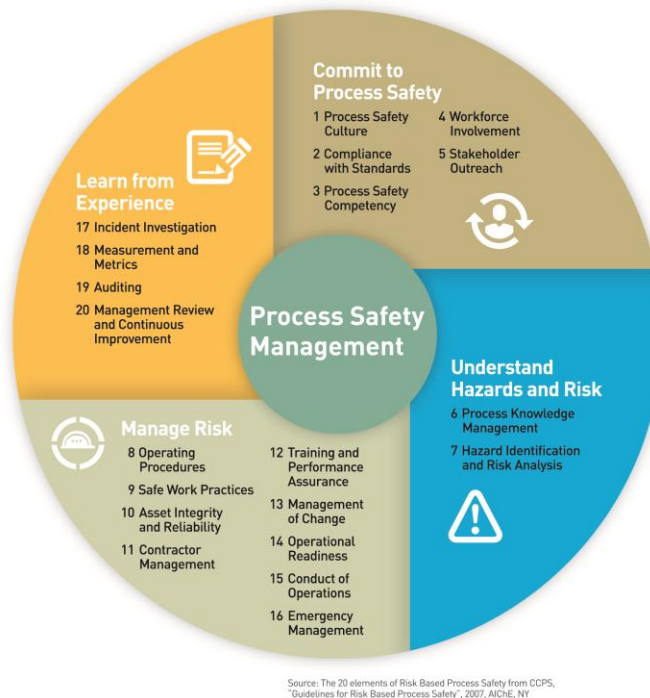 Commit to
Process Safety
1 Process Safety
Culture
2 Compliance
with Standards
3 Process Safety
Competency
4 Workforce
Involvement
5 Stakeholder
Outreach
Learn from
Experience
17 Incident Investigation
18 Measurement and
Metrics
19 Auditing
20 Management Review
and Continuous
Improvement
Process Safety
Management
Understand
Hazards and Risk
6 Process Knowledge
Management
7 Hazard Identification
and Risk Analysis
Manage Risk
8 Operating
Procedures
9 Safe Work Practices
10 Asset Integrity
and Reliability
11 Contractor
Management
12 Training and
Performance
Assurance
13 Management
of Change
14 Operational
Readiness
15 Conduct of
Operations
16 Emergency
Management
Source: The 20 elements of Risk Based Process Safety from CCPS,
"Guidelines for Risk Based Process Safety", 2007, AIChE, NY